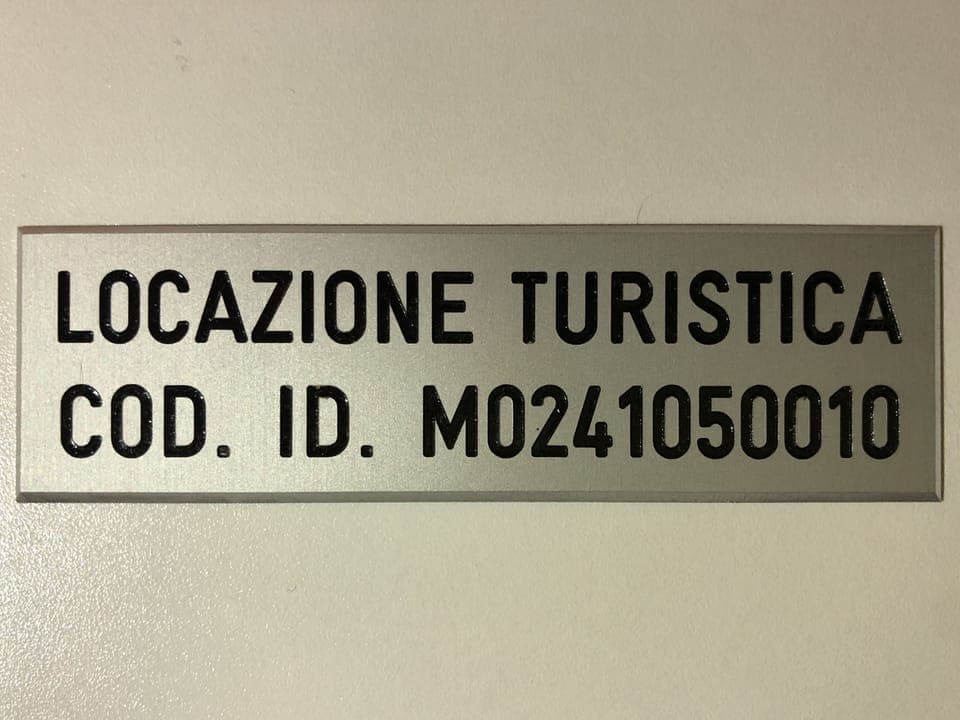 LOCAZIONE TURISTICA
COD. ID. M0241050010